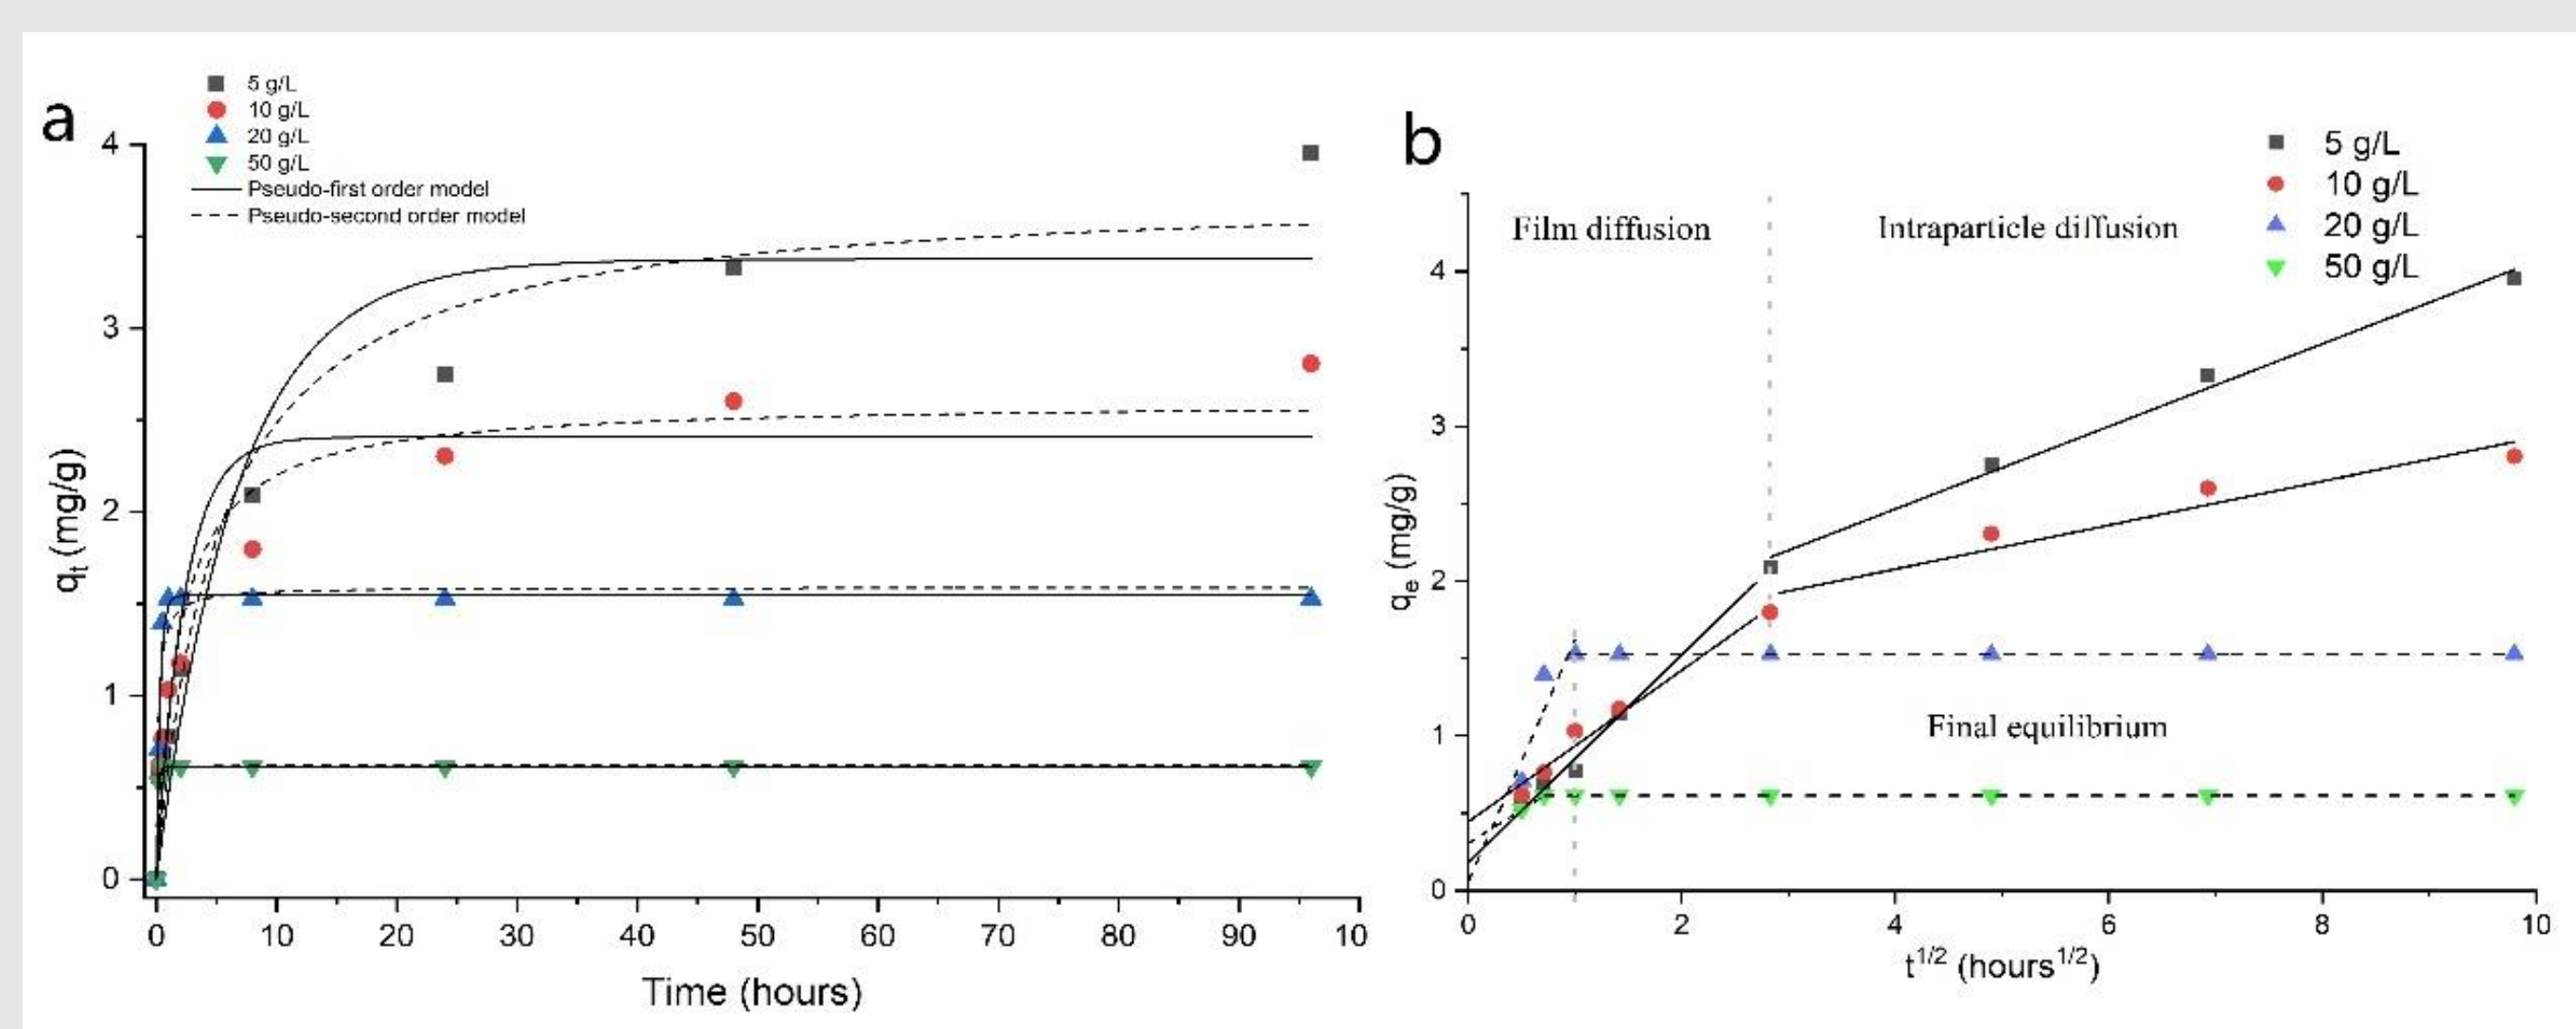 a
5 g/L
10 g/L
20 g/L
50 g/L
Pseudo-first order model
Pseudo-second order model
4
3
2
1
0
qt (mg/g)
0 10 20 30 40 50 60 70 80 90 10
Time (hours)
b
5 g/L
10 g/L
20 g/L
50 g/L
Film diffusion
Intraparticle diffusion
Final equilibrium
4
3
2
1
0
qe (mg/g)
0 2 4 6 8 10
t1/2 (hours1/2)